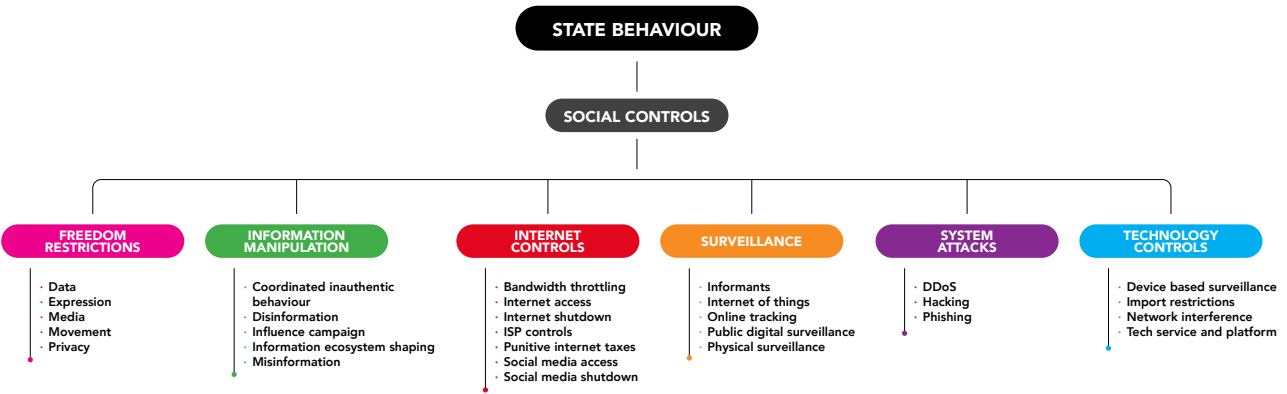 STATE BEHAVIOUR
SOCIAL CONTROLS
FREEDOM
RESTRICTIONS
· Data
· Expression
· Media
· Movement
· Privacy
INFORMATION
MANIPULATION
· Coordinated inauthentic
behaviour
· Disinformation
· Influence campaign
· Information ecosystem shaping
· Misinformation
INTERNET
CONTROLS
· Bandwidth throttling
· Internet access
· Internet shutdown
· ISP controls
· Punitive internet taxes
· Social media access
· Social media shutdown
SURVEILLANCE
· Informants
· Internet of things
· Online tracking
· Public digital surveillance
· Physical surveillance
SYSTEM
ATTACKS
· DDoS
· Hacking
· Phishing
TECHNOLOGY
CONTROLS
· Device based surveillance
· Import restrictions
· Network interference
· Tech service and platform